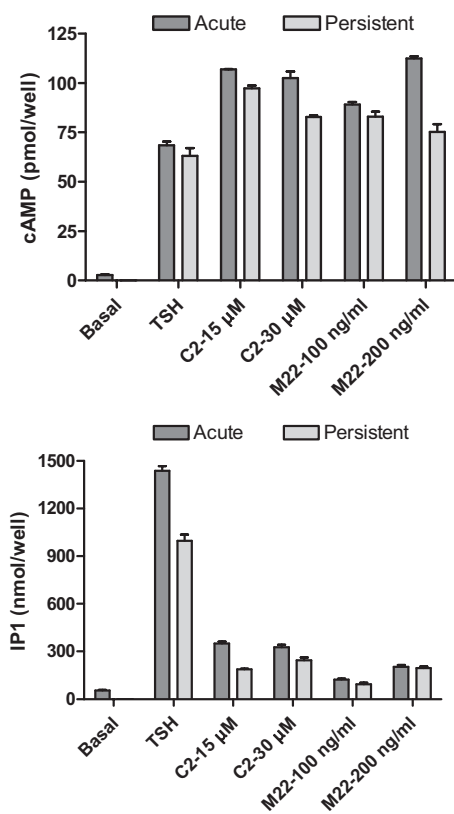 Acute Persistent
cAMP (pmol/well)
125
100
75
50
25
0
Basal
TSH
C2-15 µM
C2-30 µM
M22-100 ng/ml
M22-200 ng/ml
Acute Persistent
IP1 (nmol/well)
1500
1200
900
600
300
0
Basal
TSH
C2-15 µM
C2-30 µM
M22-100 ng/ml
M22-200 ng/ml